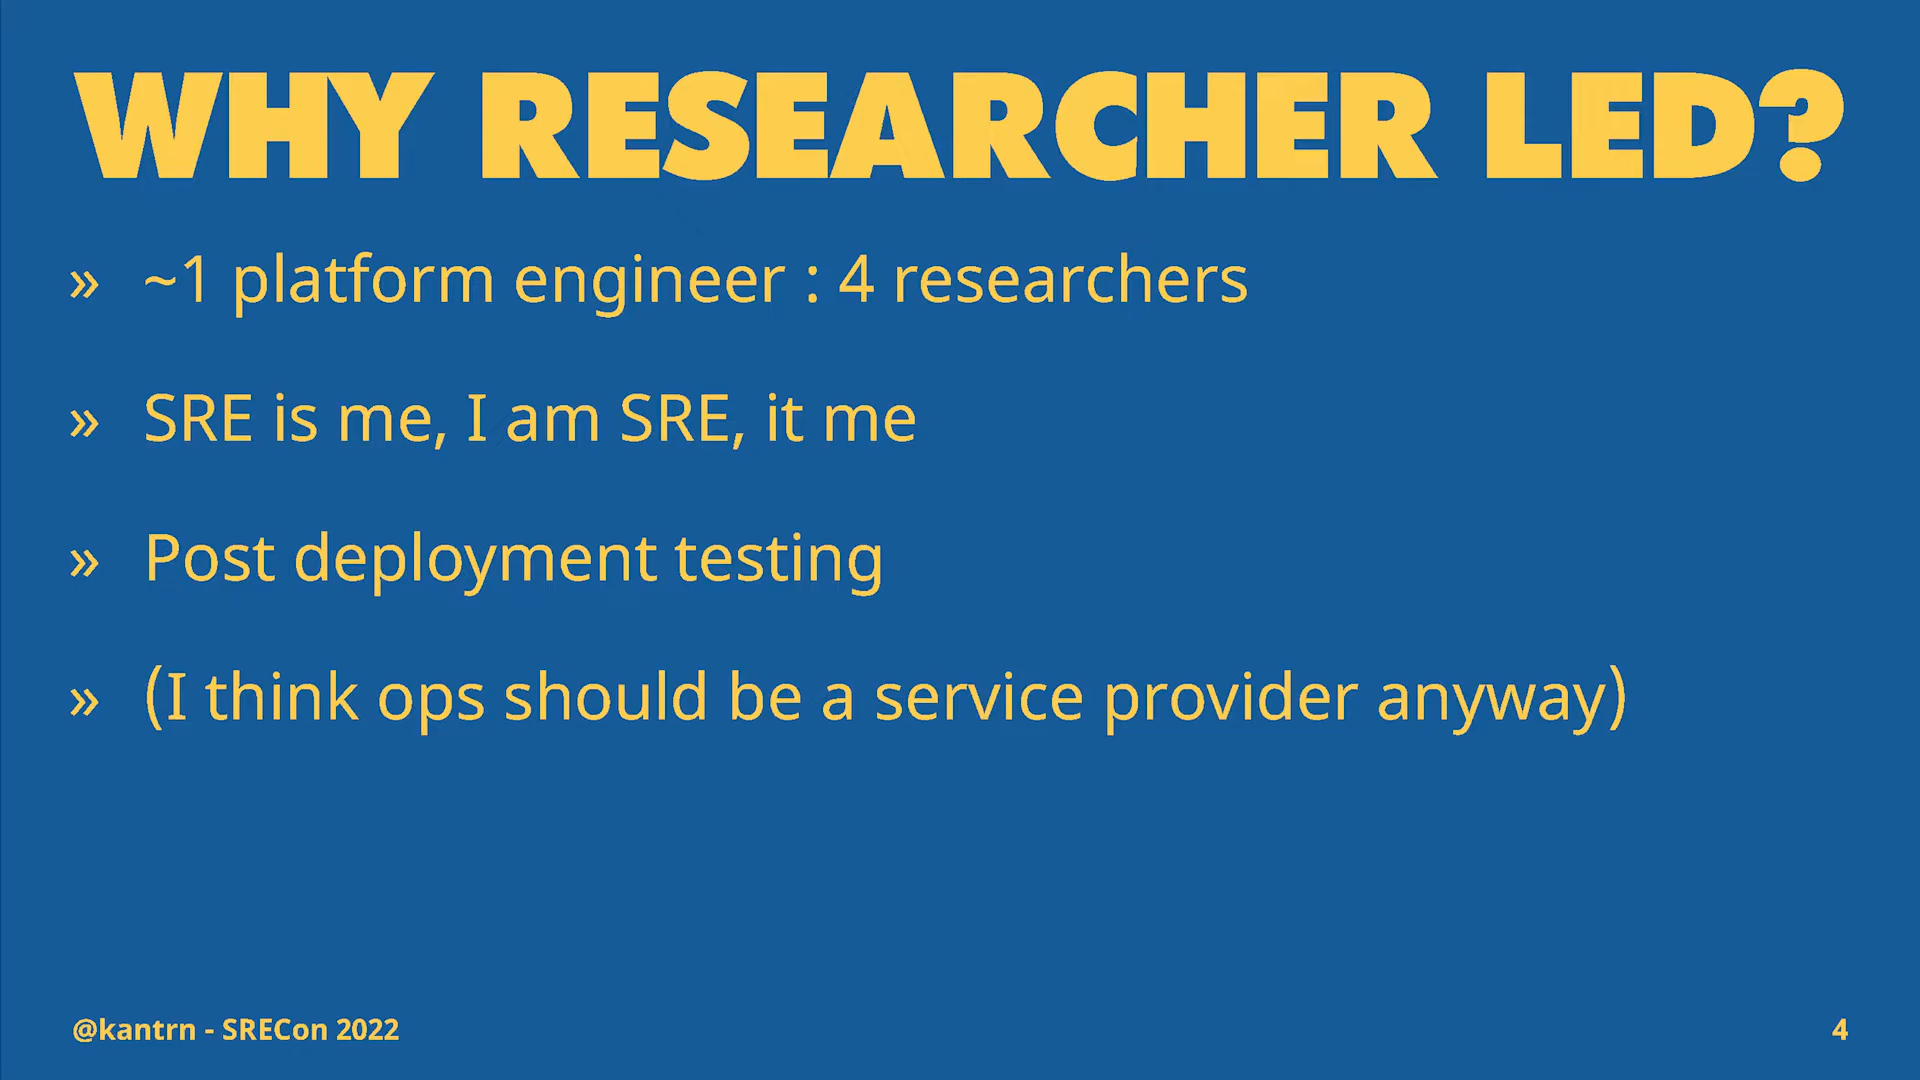 WHY RESEARCHER LED?
» ~1 platform engineer : 4 researchers
» SRE is me, I am SRE, it me
» Post deployment testing
» (I think ops should be a service provider anyway)
@kantrn - SRECon 2022
4